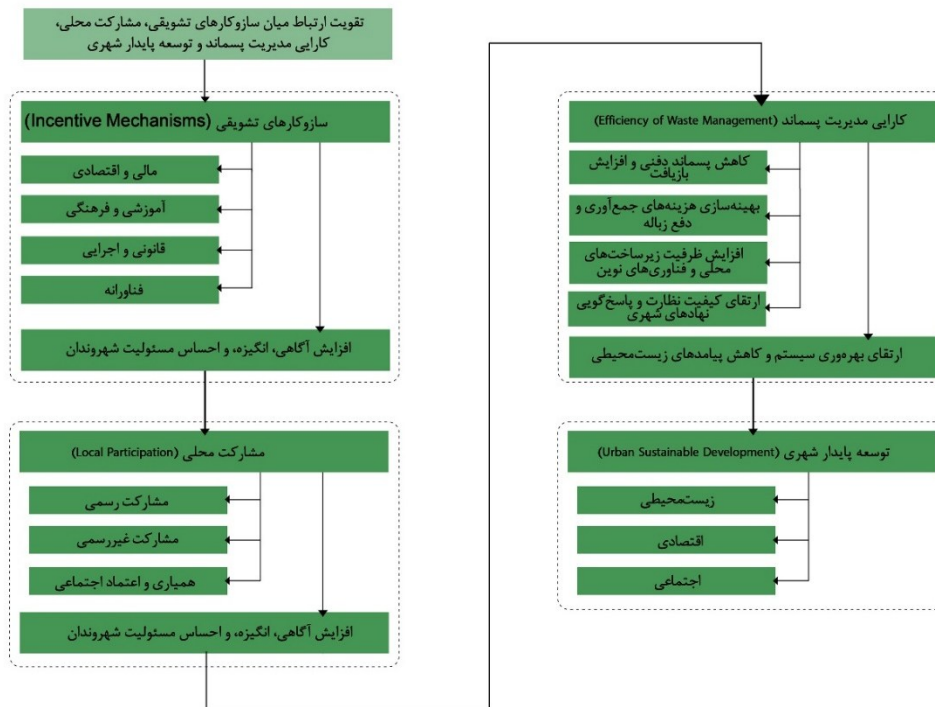 تقویت ارتباط میان سازوکارهای تشویقی، مشارکت محلی،
کارایی مدیریت پسماند و توسعه پایدار شهری
سازوکارهای تشویقی (Incentive Mechanisms)
مالی و اقتصادی
آموزشی و فرهنگی
قانونی و اجرایی
فناورانه
افزایش آگاهی، انگیزه، و احساس مسئولیت شهروندان
مشارکت محلی (Local Participation)
مشارکت رسمی
مشارکت غیررسمی
همیاری و اعتماد اجتماعی
افزایش آگاهی، انگیزه، و احساس مسئولیت شهروندان
کارایی مدیریت پسماند (Efficiency of Waste Management)
کاهش پسماند دفنی و افزایش
بازیافت
بهینه‌سازی هزینه‌های جمع‌آوری و
دفع زباله
افزایش ظرفیت زیرساخت‌های
محلی و فناوری‌های نوین
ارتقای کیفیت نظارت و پاسخ‌گویی
نهادهای شهری
ارتقای بهره‌وری سیستم و کاهش پیامدهای زیست‌محیطی
توسعه پایدار شهری (Urban Sustainable Development)
زیست‌محیطی
اقتصادی
اجتماعی